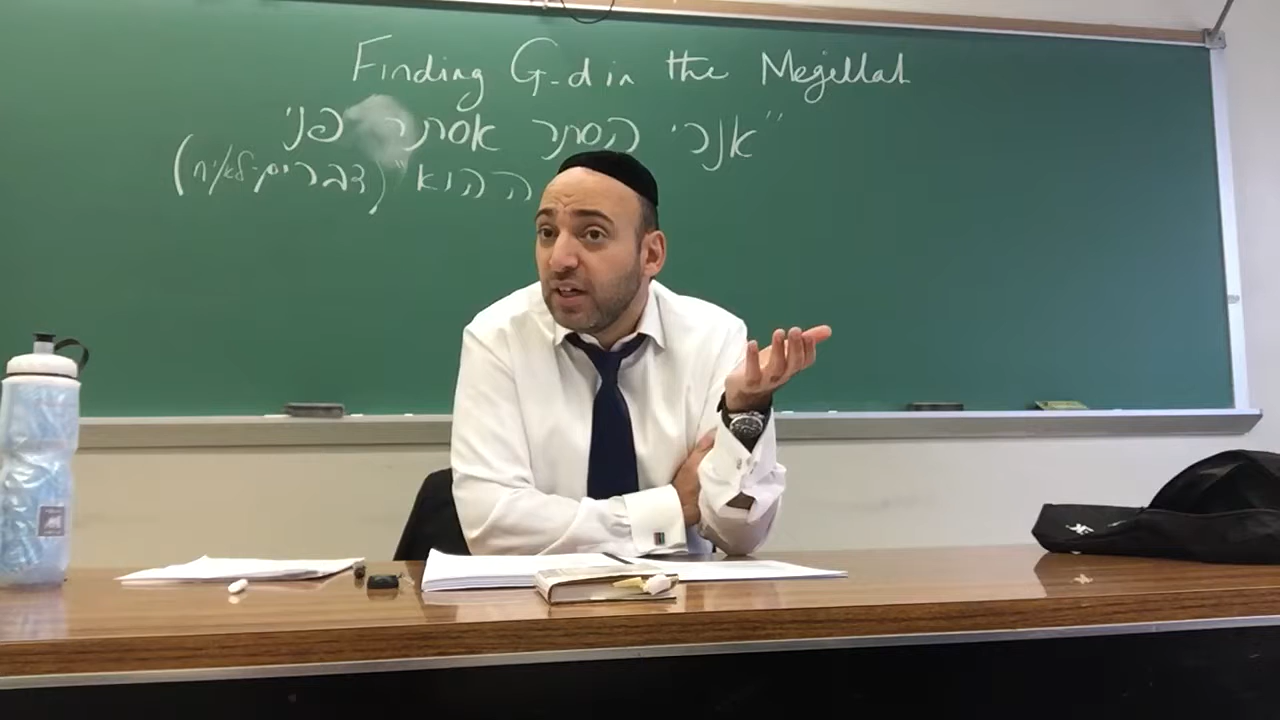 Finding G-d in the Megillah
"אנכי הסתר אסתר פני
ההוא" (דברים-לא/יח)